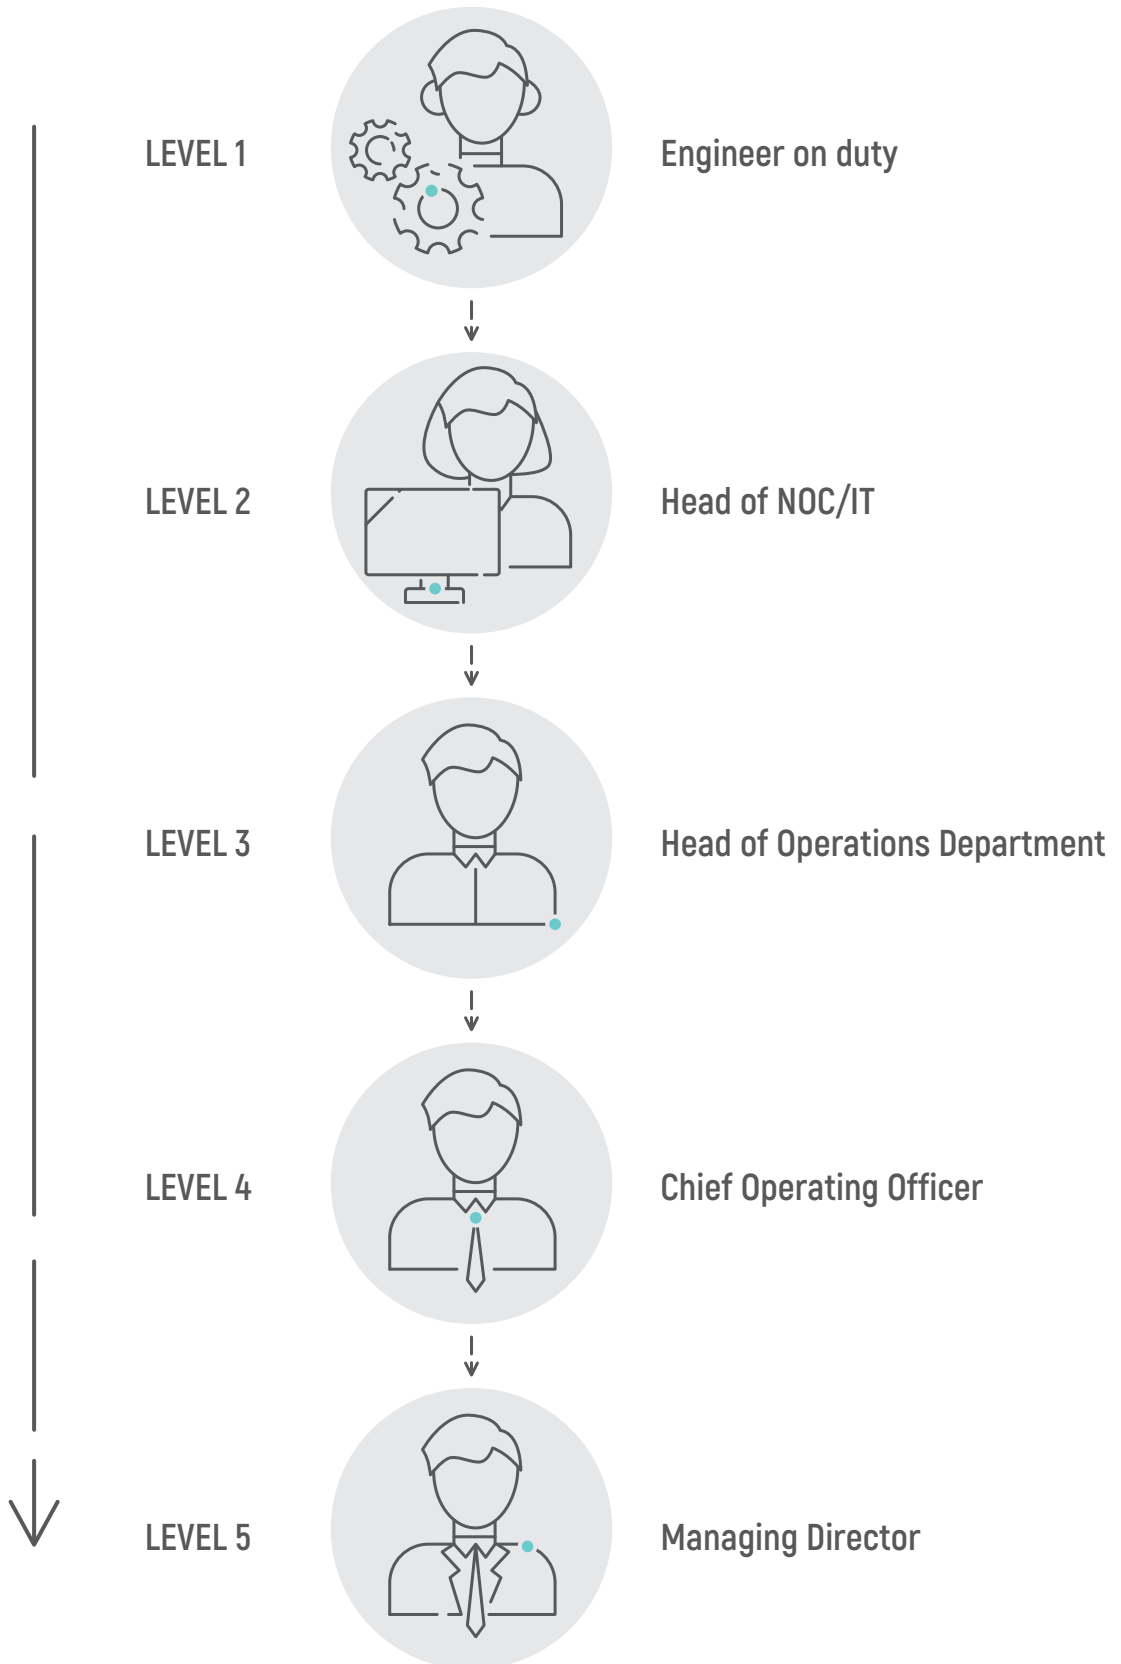 LEVEL 1
Engineer on duty
LEVEL 2
Head of NOC/IT
LEVEL 3
Head of Operations Department
LEVEL 4
Chief Operating Officer
LEVEL 5
Managing Director